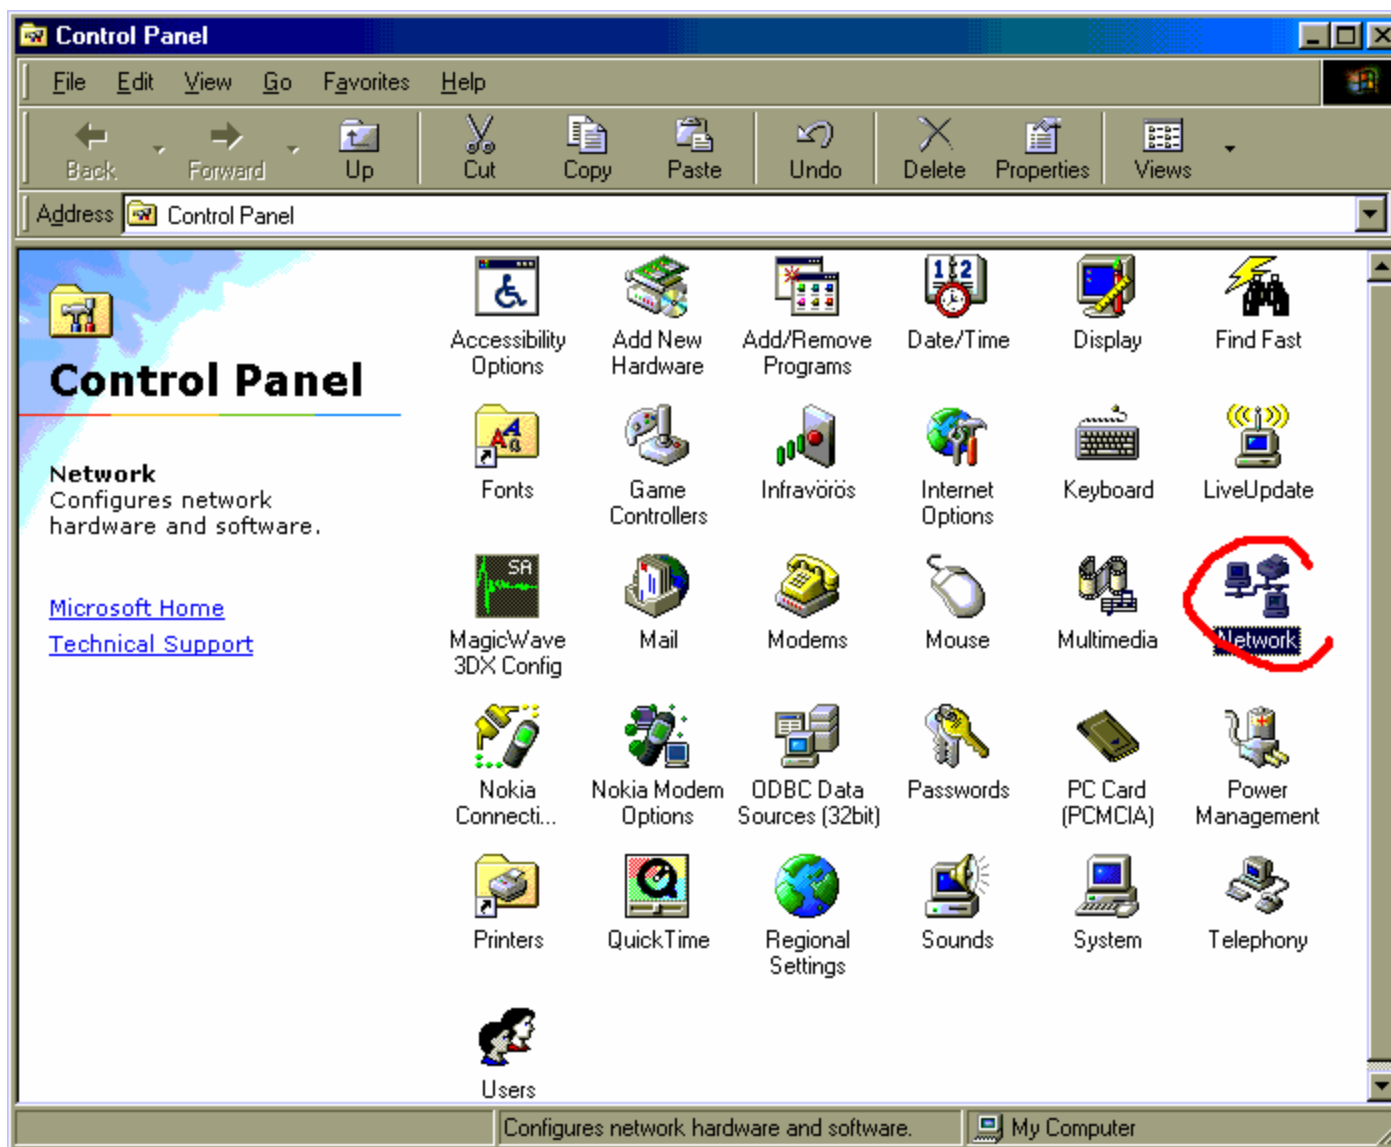 Control Panel
File Edit View Go Favorites Help
Back Forward Up Cut Copy Paste Undo Delete Properties Views
Address Control Panel
Control Panel
Network
Configures network
hardware and software.
Microsoft Home
Technical Support
Accessibility
Options
Add New
Hardware
Add/Remove
Programs
12
Date/Time
Display
Find Fast
Fonts
Game
Controllers
Infravörös
Internet
Options
Keyboard
LiveUpdate
SA
MagicWave
3DX Config
Mail
Modems
Mouse
Multimedia
Network
Nokia
Connecti...
Nokia Modem
Options
ODBC Data
Sources (32bit)
Passwords
PC Card
(PCMCIA)
Power
Management
Printers
QuickTime
Regional
Settings
Sounds
System
Telephony
Users
Configures network hardware and software. My Computer